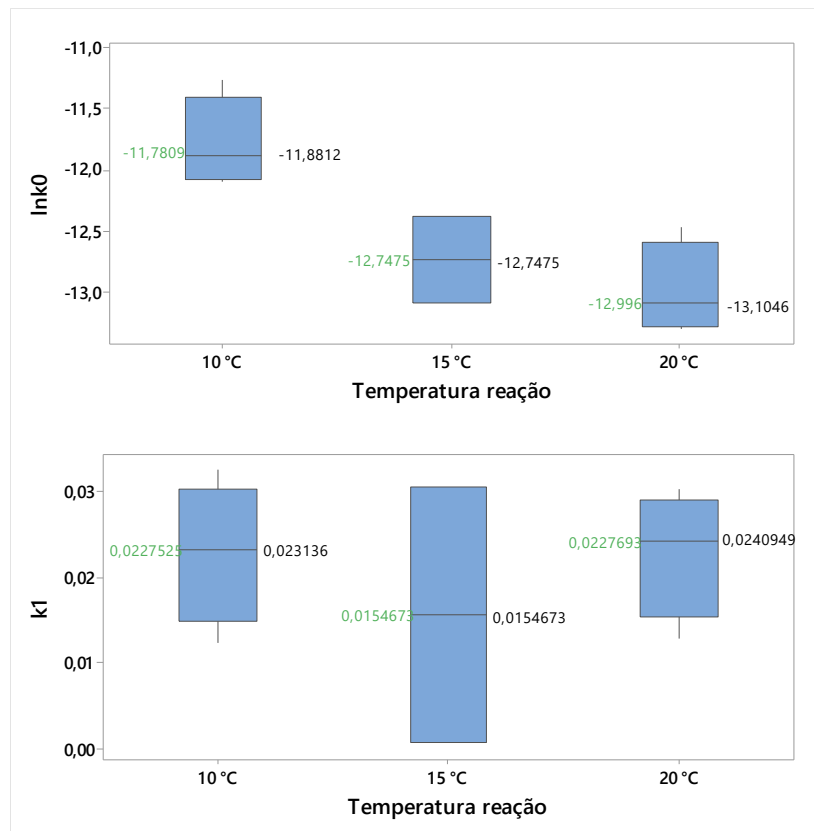 -11,0
-11,5
-12,0
-12,5
-13,0
lnk0
-11,7809
-11,8812
-12,7475
-12,7475
-12,996
-13,1046
10 °C
15 °C
20 °C
Temperatura reação
0,03
0,02
0,01
0,00
k1
0,0227525
0,023136
0,0154673
0,0154673
0,0227693
0,0240949
10 °C
15 °C
20 °C
Temperatura reação